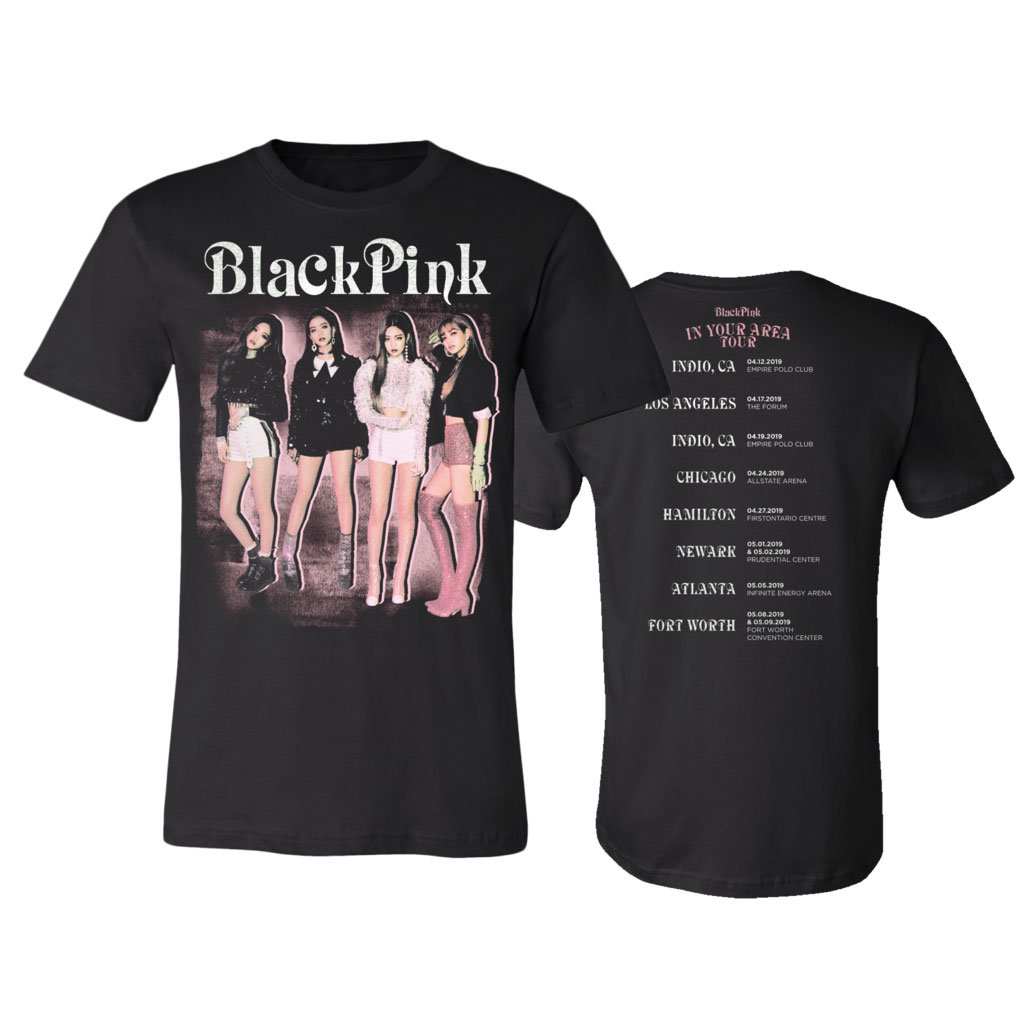 BlackPink
BlackPink
IN YOUR AREA
TOUR
INDIO, CA
04.12.2019
EMPIRE POLO CLUB
LOS ANGELES
04.17.2019
THE FORUM
INDIO, CA
04.19.2019
EMPIRE POLO CLUB
CHICAGO
04.24.2019
ALLSTATE ARENA
HAMILTON
04.27.2019
FIRSTONTARIO CENTRE
NEWARK
05.01.2019
& 05.02.2019
PRUDENTIAL CENTER
ATLANTA
05.05.2019
INFINITE ENERGY ARENA
FORT WORTH
05.08.2019
& 05.09.2019
FORT WORTH
CONVENTION CENTER